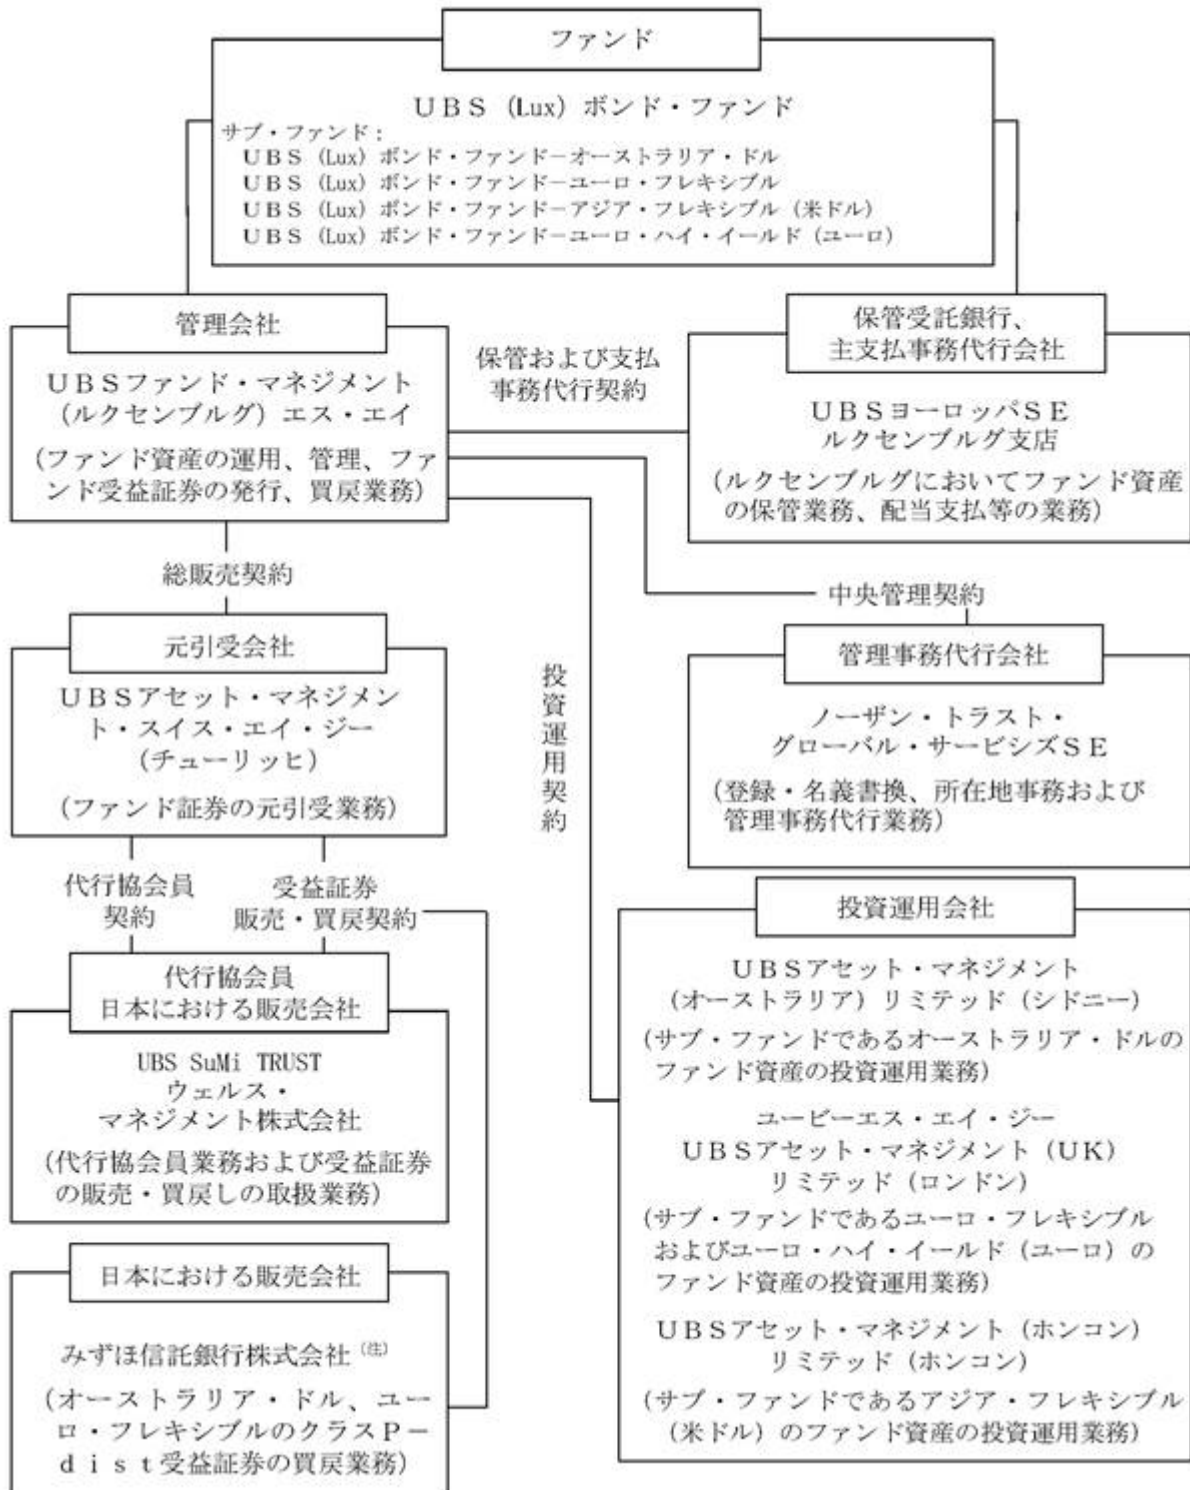 ファンド
ＵＢＳ（Lux）ボンド・ファンド
サブ・ファンド：
ＵＢＳ（Lux）ボンド・ファンド－オーストラリア・ドル
ＵＢＳ（Lux）ボンド・ファンド－ユーロ・フレキシブル
ＵＢＳ（Lux）ボンド・ファンド－アジア・フレキシブル（米ドル）
ＵＢＳ（Lux）ボンド・ファンド－ユーロ・ハイ・イールド（ユーロ）
管理会社
ＵＢＳファンド・マネジメント
（ルクセンブルグ）エス・エイ
（ファンド資産の運用、管理、ファ
ンド受益証券の発行、買戻業務）
保管および支払
事務代行契約
保管受託銀行、
主支払事務代行会社
ＵＢＳヨーロッパＳＥ
ルクセンブルグ支店
（ルクセンブルグにおいてファンド資産
の保管業務、配当支払等の業務）
総販売契約
中央管理契約
元引受会社
ＵＢＳアセット・マネジメン
ト・スイス・エイ・ジー
（チューリッヒ）
（ファンド証券の元引受業務）
投資運用契約
管理事務代行会社
ノーザン・トラスト・
グローバル・サービシズＳＥ
（登録・名義書換、所在地事務および
管理事務代行業務）
代行協会員
契約
受益証券
販売・買戻契約
代行協会員
日本における販売会社
UBS SuMi TRUST
ウェルス・
マネジメント株式会社
（代行協会員業務および受益証券
の販売・買戻しの取扱業務）
日本における販売会社
みずほ信託銀行株式会社（注）
（オーストラリア・ドル、ユー
ロ・フレキシブルのクラスＰ－
ｄｉｓｔ受益証券の買戻業務）
投資運用会社
ＵＢＳアセット・マネジメント
（オーストラリア）リミテッド（シドニー）
（サブ・ファンドであるオーストラリア・ドルの
ファンド資産の投資運用業務）
ユービーエス・エイ・ジー
ＵＢＳアセット・マネジメント（UK）
リミテッド（ロンドン）
（サブ・ファンドであるユーロ・フレキシブル
およびユーロ・ハイ・イールド（ユーロ）の
ファンド資産の投資運用業務）
ＵＢＳアセット・マネジメント（ホンコン）
リミテッド（ホンコン）
（サブ・ファンドであるアジア・フレキシブル
（米ドル）のファンド資産の投資運用業務）